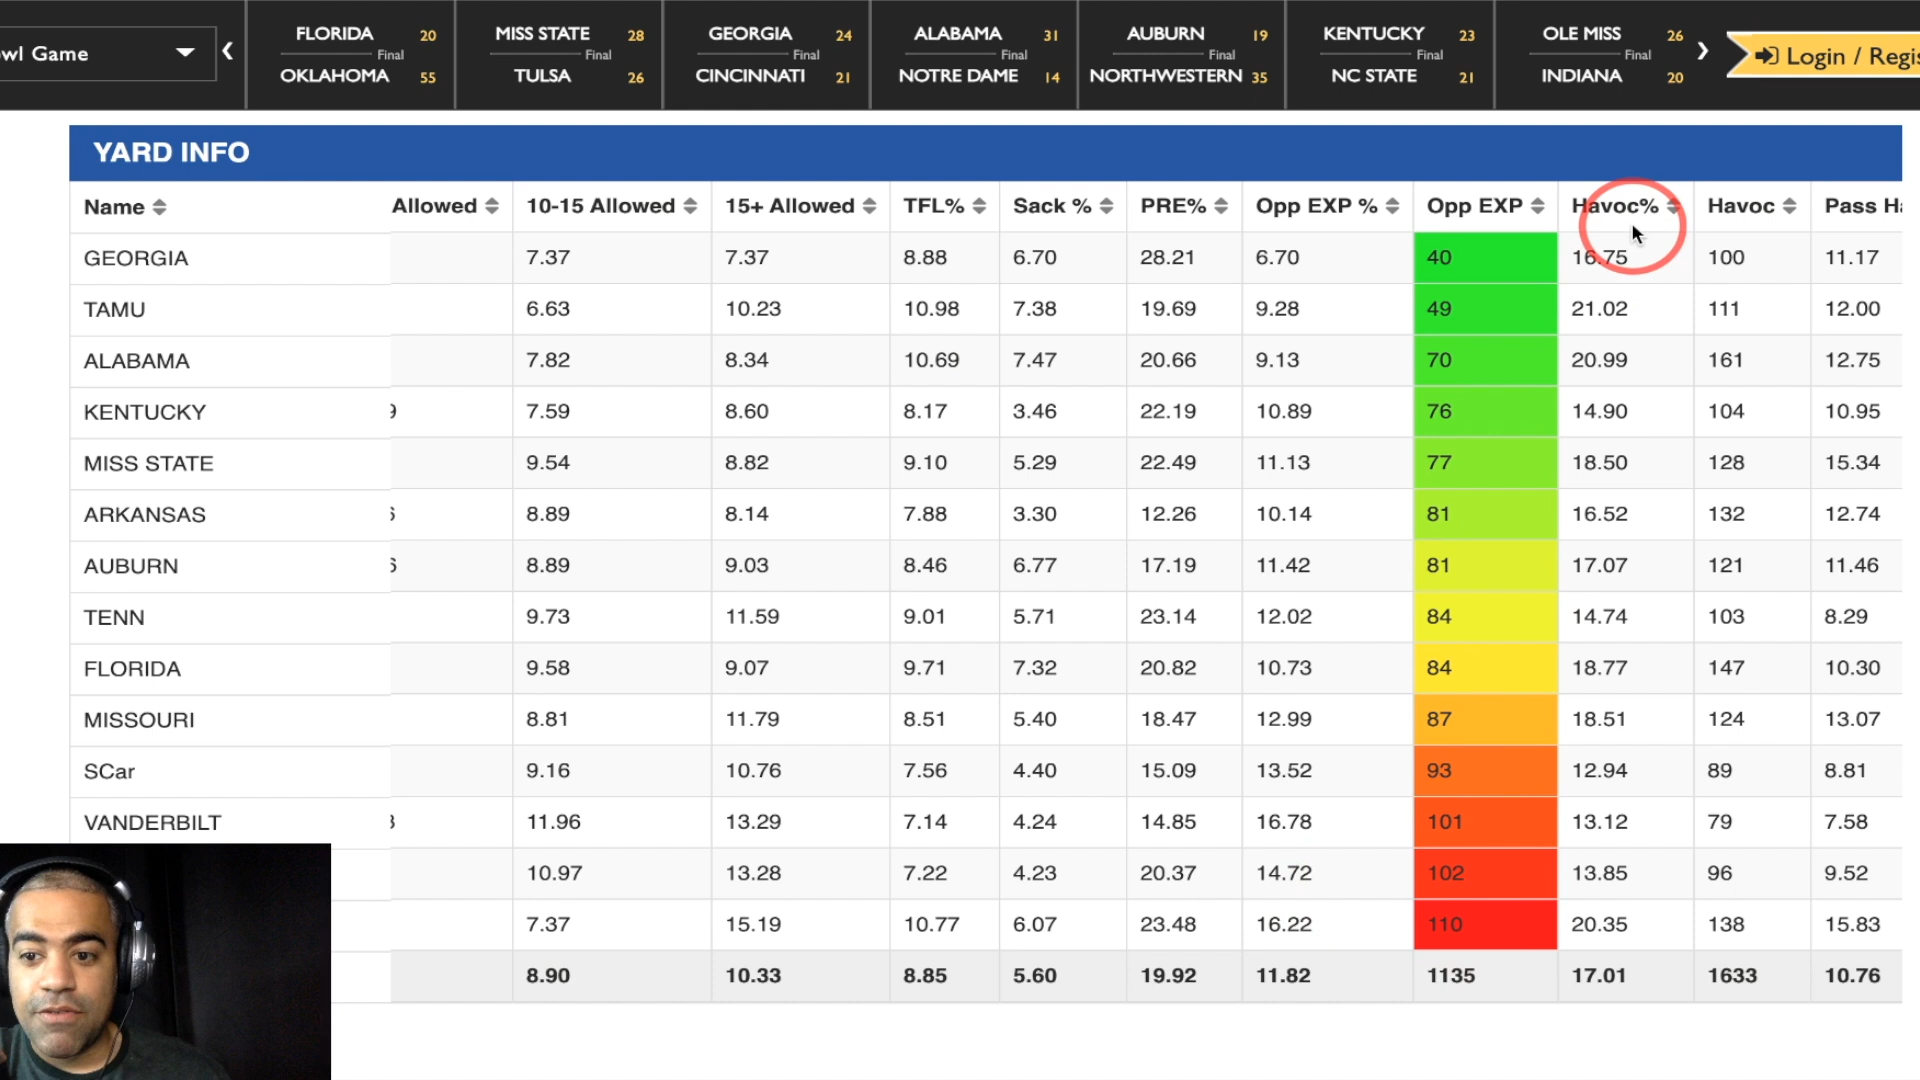 wl Game
FLORIDA 20
Final
OKLAHOMA 55
MISS STATE 28
Final
TULSA 26
GEORGIA 24
Final
CINCINNATI 21
ALABAMA 31
Final
NOTRE DAME 14
AUBURN 19
Final
NORTHWESTERN 35
KENTUCKY 23
Final
NC STATE 21
OLE MISS 26
Final
INDIANA 20
Login / Regis
YARD INFO
Name Allowed 10-15 Allowed 15+ Allowed TFL% Sack % PRE% Opp EXP % Opp EXP Havoc% Havoc Pass Ha
GEORGIA 7.37 7.37 8.88 6.70 28.21 6.70 40 16.75 100 11.17
TAMU 6.63 10.23 10.98 7.38 19.69 9.28 49 21.02 111 12.00
ALABAMA 7.82 8.34 10.69 7.47 20.66 9.13 70 20.99 161 12.75
KENTUCKY 9 7.59 8.60 8.17 3.46 22.19 10.89 76 14.90 104 10.95
MISS STATE 9.54 8.82 9.10 5.29 22.49 11.13 77 18.50 128 15.34
ARKANSAS 6 8.89 8.14 7.88 3.30 12.26 10.14 81 16.52 132 12.74
AUBURN 6 8.89 9.03 8.46 6.77 17.19 11.42 81 17.07 121 11.46
TENN 9.73 11.59 9.01 5.71 23.14 12.02 84 14.74 103 8.29
FLORIDA 9.58 9.07 9.71 7.32 20.82 10.73 84 18.77 147 10.30
MISSOURI 8.81 11.79 8.51 5.40 18.47 12.99 87 18.51 124 13.07
SCar 9.16 10.76 7.56 4.40 15.09 13.52 93 12.94 89 8.81
VANDERBILT 3 11.96 13.29 7.14 4.24 14.85 16.78 101 13.12 79 7.58
10.97 13.28 7.22 4.23 20.37 14.72 102 13.85 96 9.52
7.37 15.19 10.77 6.07 23.48 16.22 110 20.35 138 15.83
8.90 10.33 8.85 5.60 19.92 11.82 1135 17.01 1633 10.76